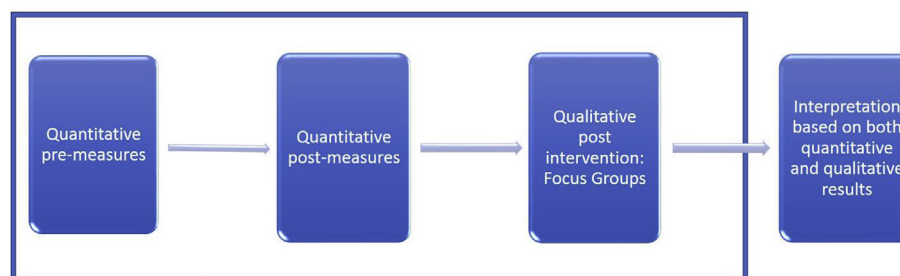 Quantitative
pre-measures
Quantitative
post-measures
Qualitative
post
intervention:
Focus Groups
Interpretation
based on both
quantitative
and qualitative
results